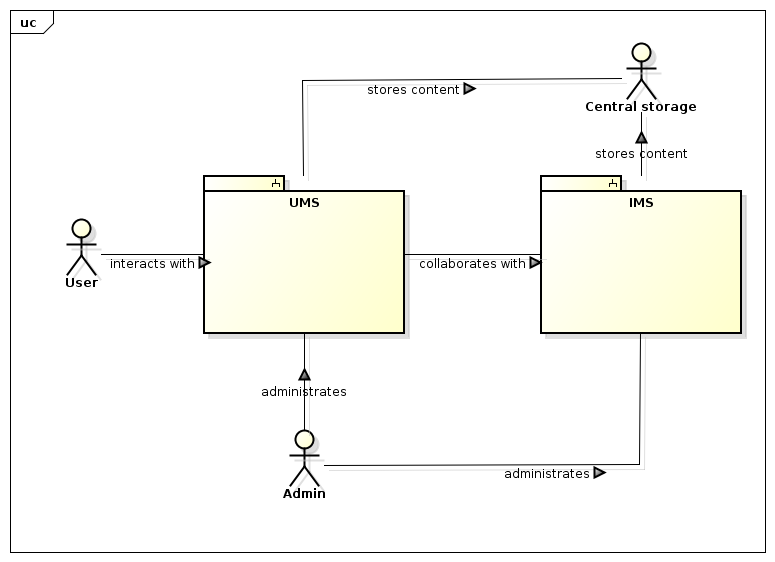 uc
stores content
Central storage
stores content
UMS
IMS
interacts with
collaborates with
User
administrates
administrates
Admin